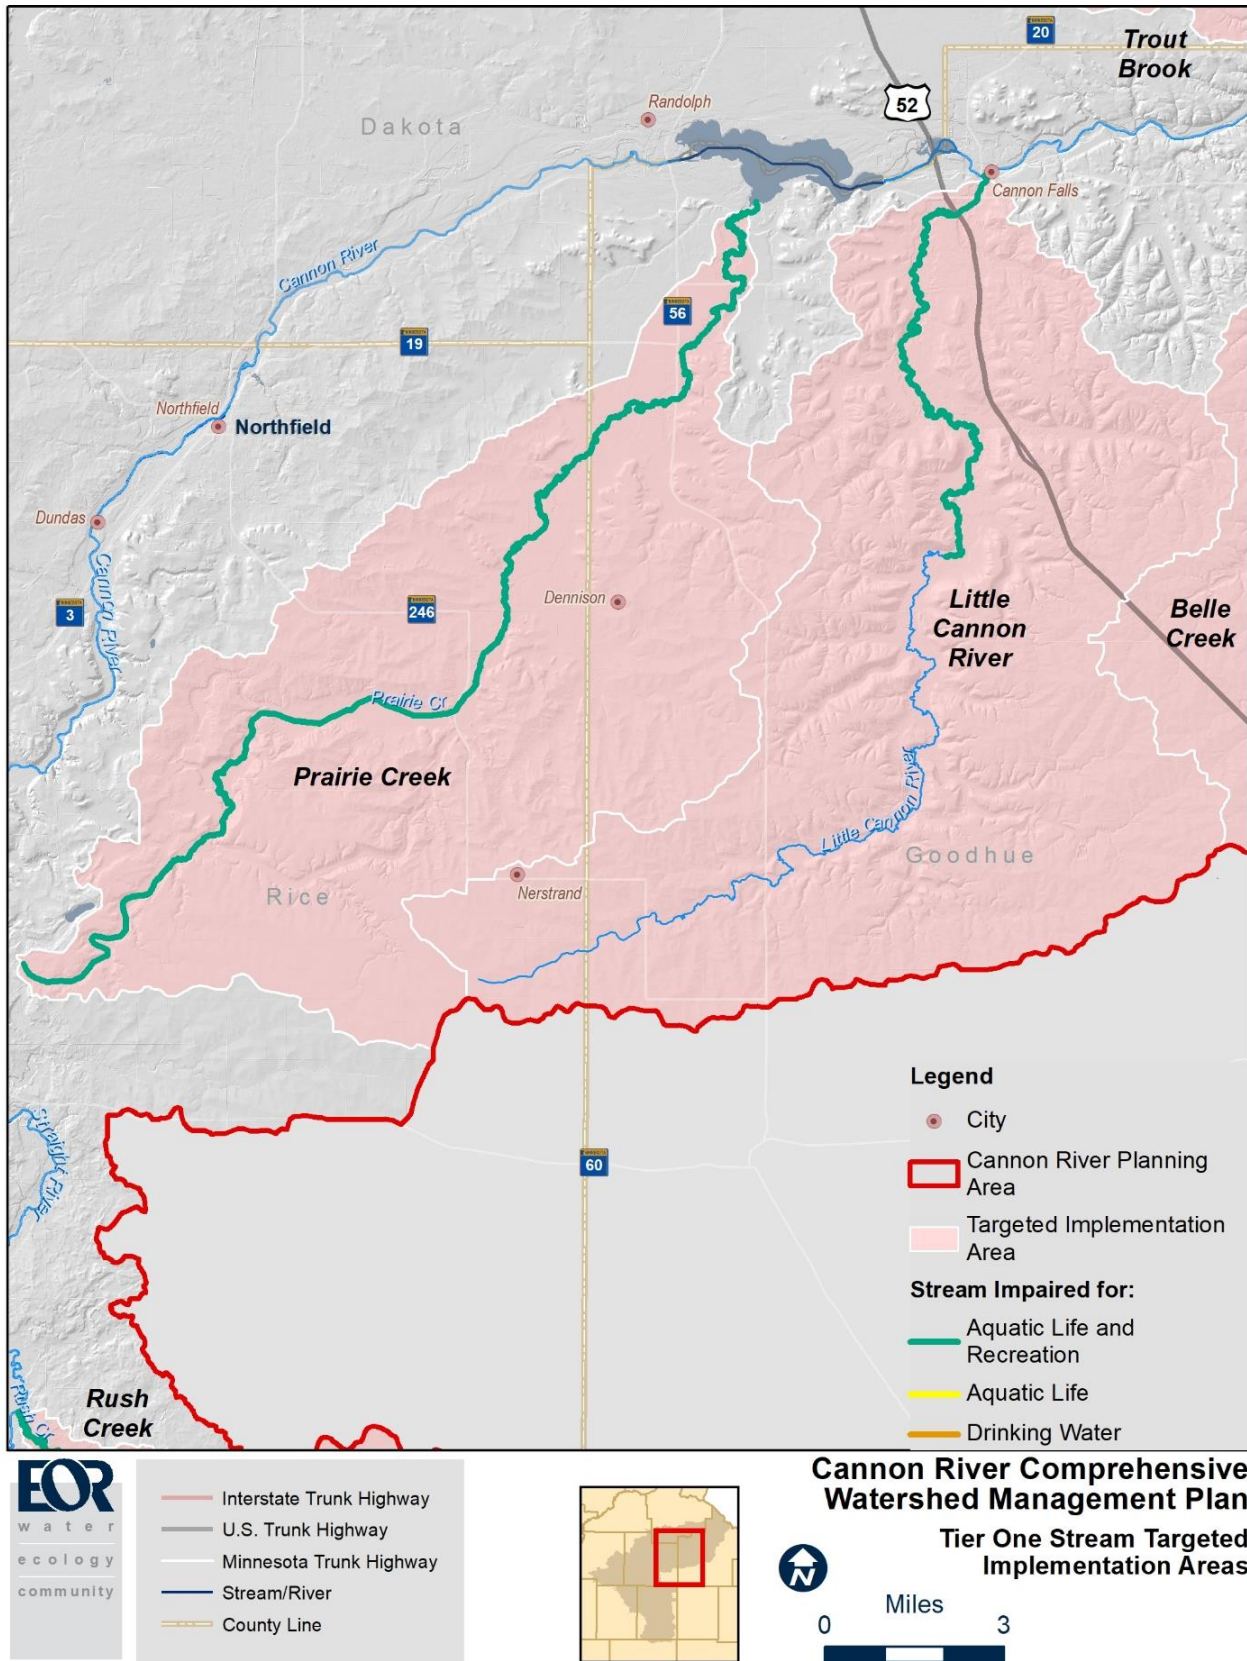 20
Trout
Brook
52
Randolph
Dakota
Cannon Falls
Cannon River
56
19
Northfield
Northfield
Dundas
Cannon River
3
246
Dennison
Little
Cannon
River
Belle
Creek
Prairie Cr
Prairie Creek
Little Cannon River
Goodhue
Nerstrand
Rice
Straight River
60
Rush Cr
Rush
Creek
Legend
City
Cannon River Planning
Area
Targeted Implementation
Area
Stream Impaired for:
Aquatic Life and
Recreation
Aquatic Life
Drinking Water
EOR
water
ecology
community
Interstate Trunk Highway
U.S. Trunk Highway
Minnesota Trunk Highway
Stream/River
County Line
Cannon River Comprehensive
Watershed Management Plan
Tier One Stream Targeted
Implementation Areas
N
Miles
0 3